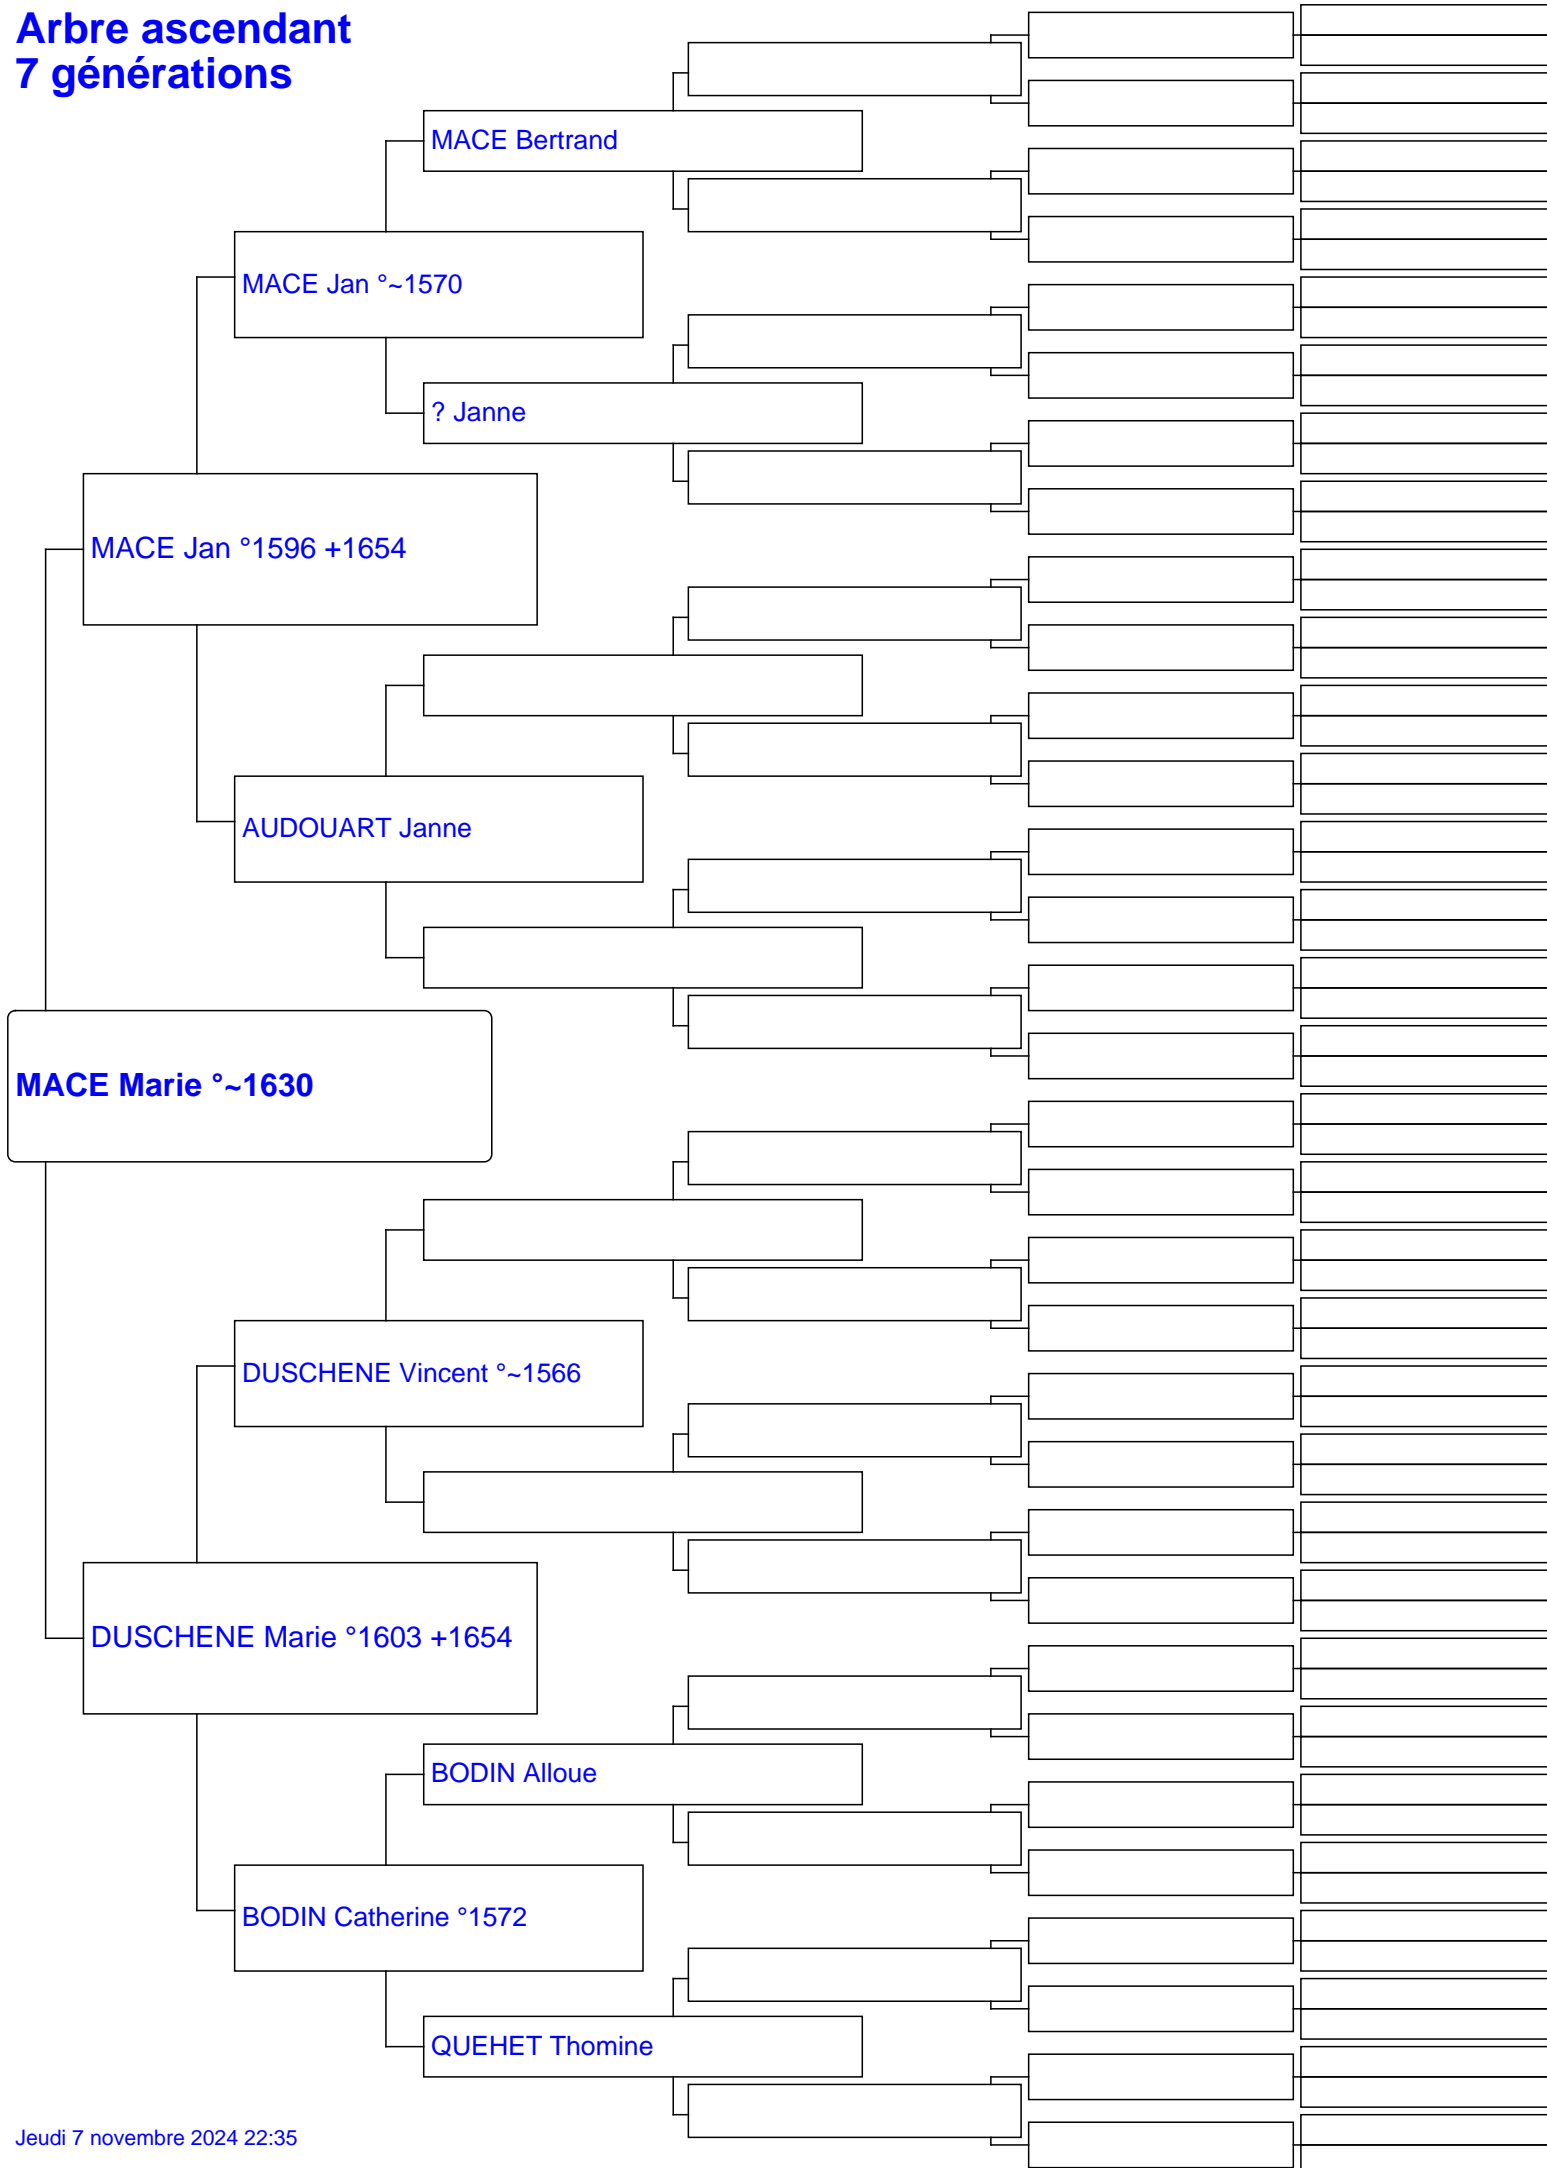 Arbre ascendant
7 générations
MACE Bertrand
MACE Jan °~1570
? Janne
MACE Jan °1596 +1654
AUDOUART Janne
MACE Marie °~1630
DUSCHENE Vincent °~1566
DUSCHENE Marie °1603 +1654
BODIN Alloue
BODIN Catherine °1572
QUEHET Thomine
Jeudi 7 novembre 2024 22:35